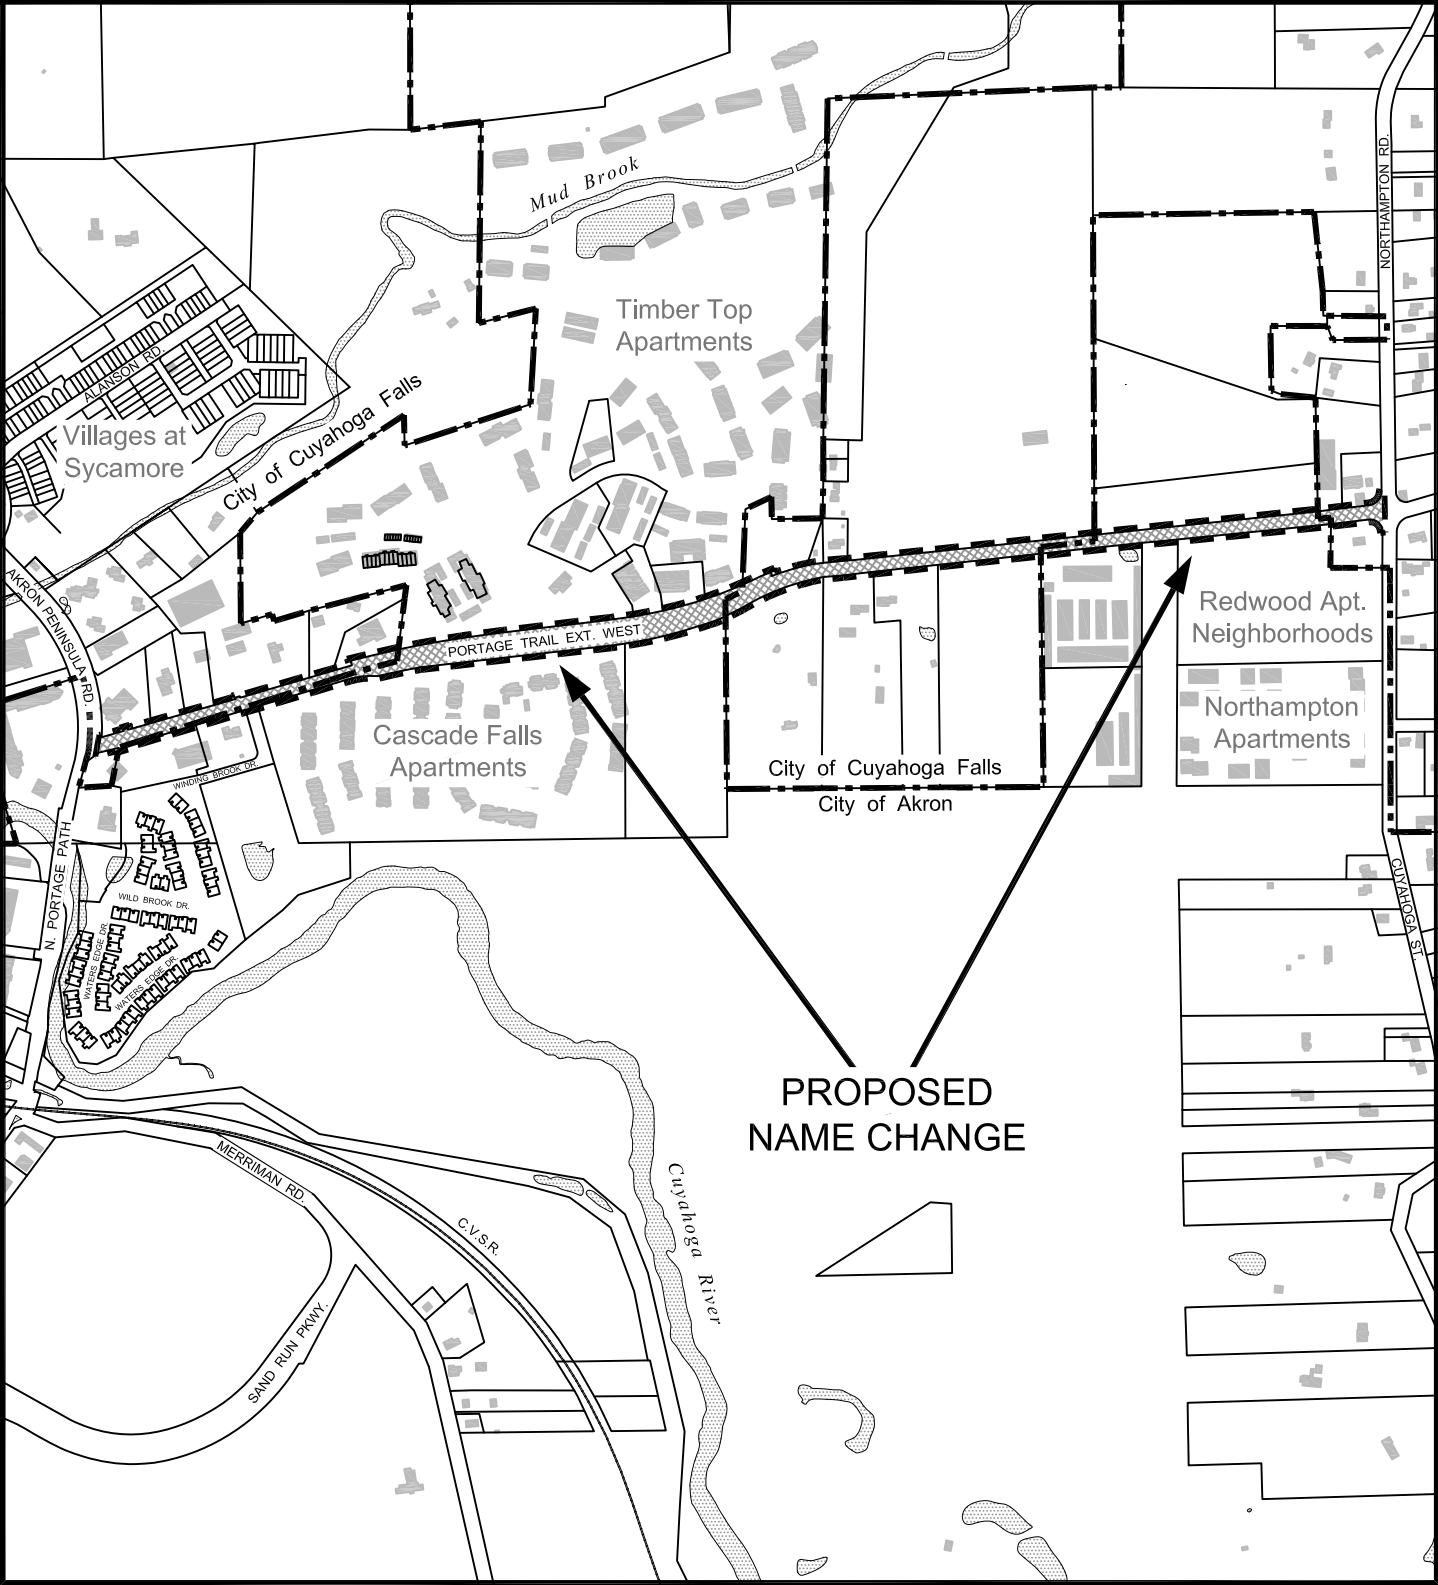 Mud Brook
NORTHAMPTON RD.
Timber Top
Apartments
ALANSON RD.
Villages at
Sycamore
City of Cuyahoga Falls
AKRON PENINSULA RD.
PORTAGE TRAIL EXT. WEST
Redwood Apt.
Neighborhoods
Cascade Falls
Apartments
Northampton
Apartments
WINDING BROOK DR.
City of Cuyahoga Falls
City of Akron
N. PORTAGE PATH
WILD BROOK DR.
WATERS EDGE DR.
WATERS EDGE DR.
CUYAHOGA ST.
PROPOSED
NAME CHANGE
MERRIMAN RD.
C.V.S.R.
Cuyahoga River
SAND RUN PKWY.